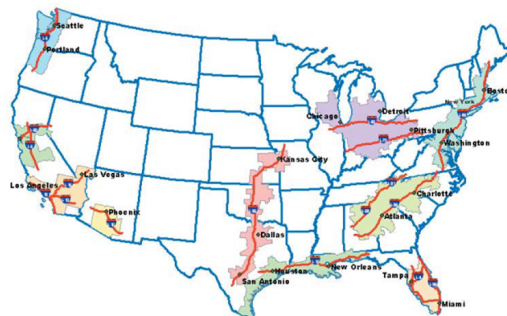 Seattle
Portland
Boston
New York
Detroit
Chicago
Pittsburgh
Washington
Kansas City
Las Vegas
Los Angeles
Charlotte
Phoenix
Atlanta
Dallas
Houston
New Orleans
San Antonio
Tampa
Miami